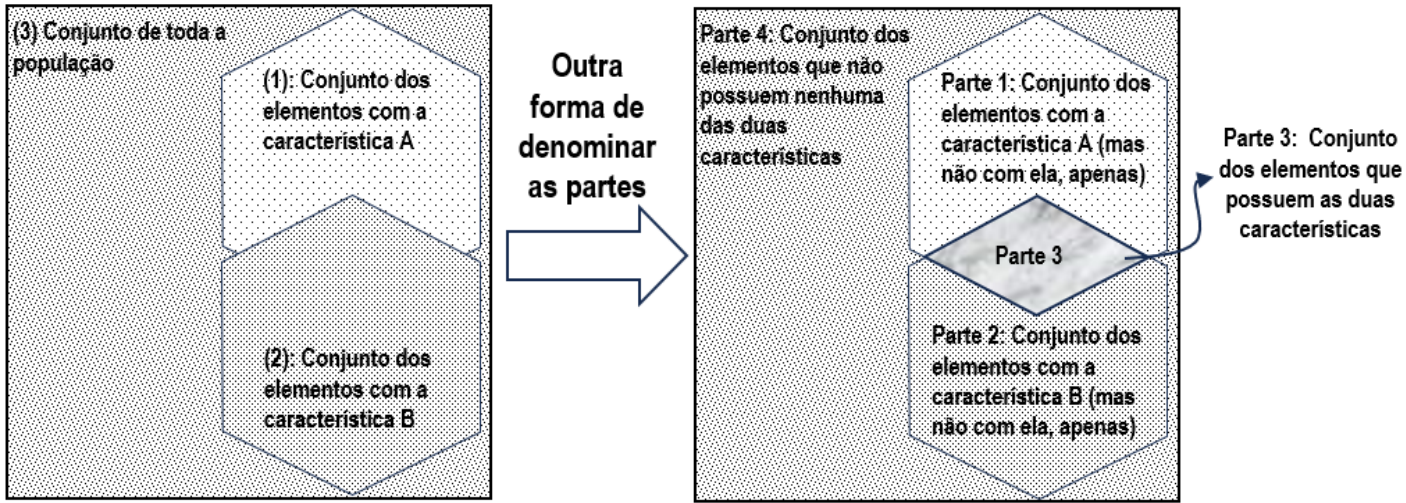 (3) Conjunto de toda a
população
(1): Conjunto dos
elementos com a
característica A
(2): Conjunto dos
elementos com a
característica B
Outra
forma de
denominar
as partes
Parte 4: Conjunto dos
elementos que não
possuem nenhuma
das duas
características
Parte 1: Conjunto dos
elementos com a
característica A (mas
não com ela, apenas)
Parte 3
Parte 2: Conjunto dos
elementos com a
característica B (mas
não com ela, apenas)
Parte 3: Conjunto
dos elementos que
possuem as duas
características